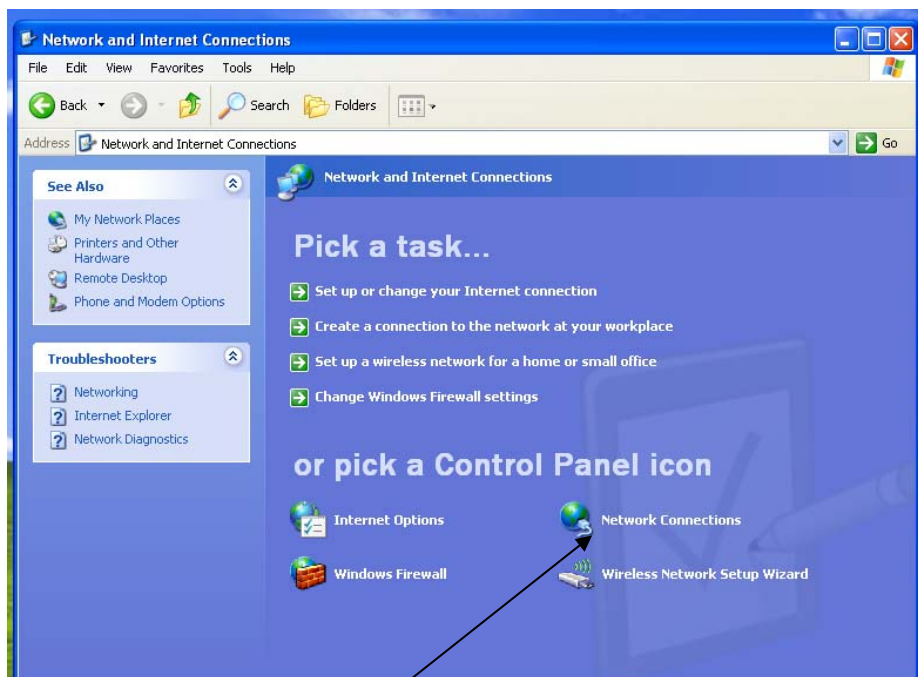 Network and Internet Connections
File Edit View Favorites Tools Help
Back Search Folders
Address Network and Internet Connections Go
See Also
My Network Places
Printers and Other
Hardware
Remote Desktop
Phone and Modem Options
Troubleshooters
Networking
Internet Explorer
Network Diagnostics
Network and Internet Connections
Pick a task...
Set up or change your Internet connection
Create a connection to the network at your workplace
Set up a wireless network for a home or small office
Change Windows Firewall settings
or pick a Control Panel icon
Internet Options Network Connections
Windows Firewall Wireless Network Setup Wizard